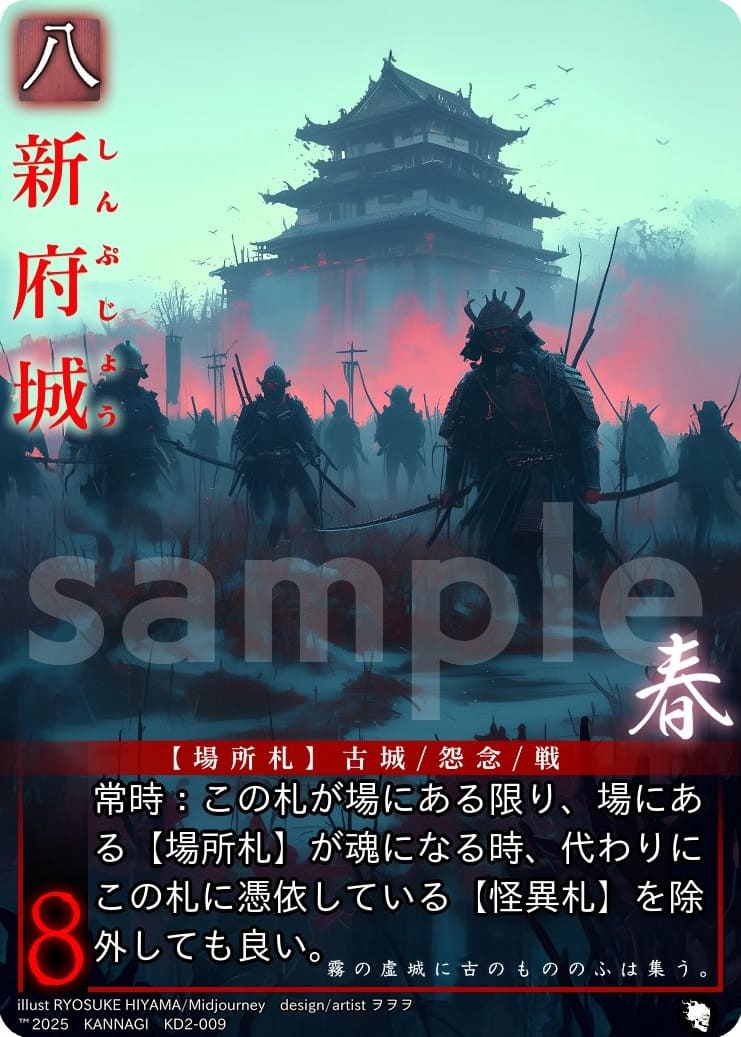 八
新府城
しんぷじょう
sample
春
【場所札】古城/怨念/戦
常時：この札が場にある限り、場にあ
る【場所札】が魂になる時、代わりに
この札に憑依している【怪異札】を除
外しても良い。
霧の虚城に古のもののふは集う。
8
illust RYOSUKE HIYAMA/Midjourney design/artist ヲヲヲ
™2025 KANNAGI KD2-009